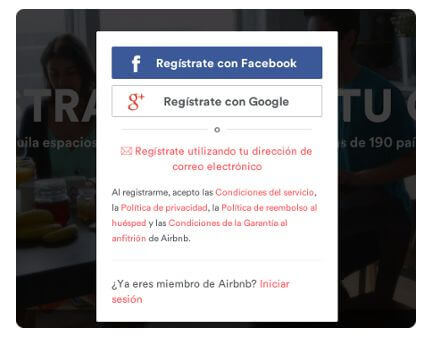 f Regístrate con Facebook
g+ Regístrate con Google
o
Regístrate utilizando tu dirección de
correo electrónico
Al registrarme, acepto las Condiciones del servicio,
la Política de privacidad, la Política de reembolso al
huésped y las Condiciones de la Garantía al
anfitrión de Airbnb.
¿Ya eres miembro de Airbnb? Iniciar
sesión
STRA TU
uila espacios s de 190 paí